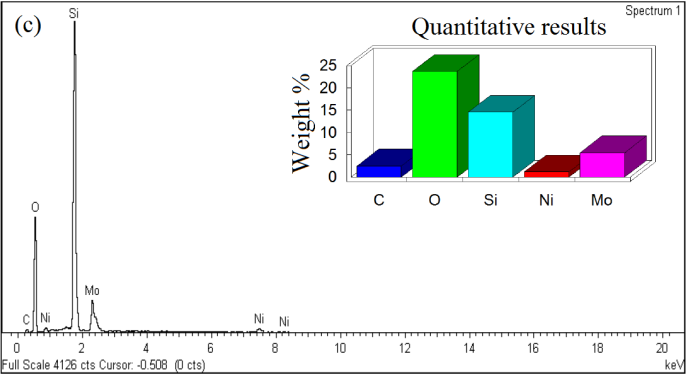 (c)
Spectrum 1
Si
Quantitative results
Weight %
25
20
15
10
5
0
C O Si Ni Mo
O
Mo
C Ni Ni Ni
0 2 4 6 8 10 12 14 16 18 20
Full Scale 4126 cts Cursor: -0.508 (0 cts) keV